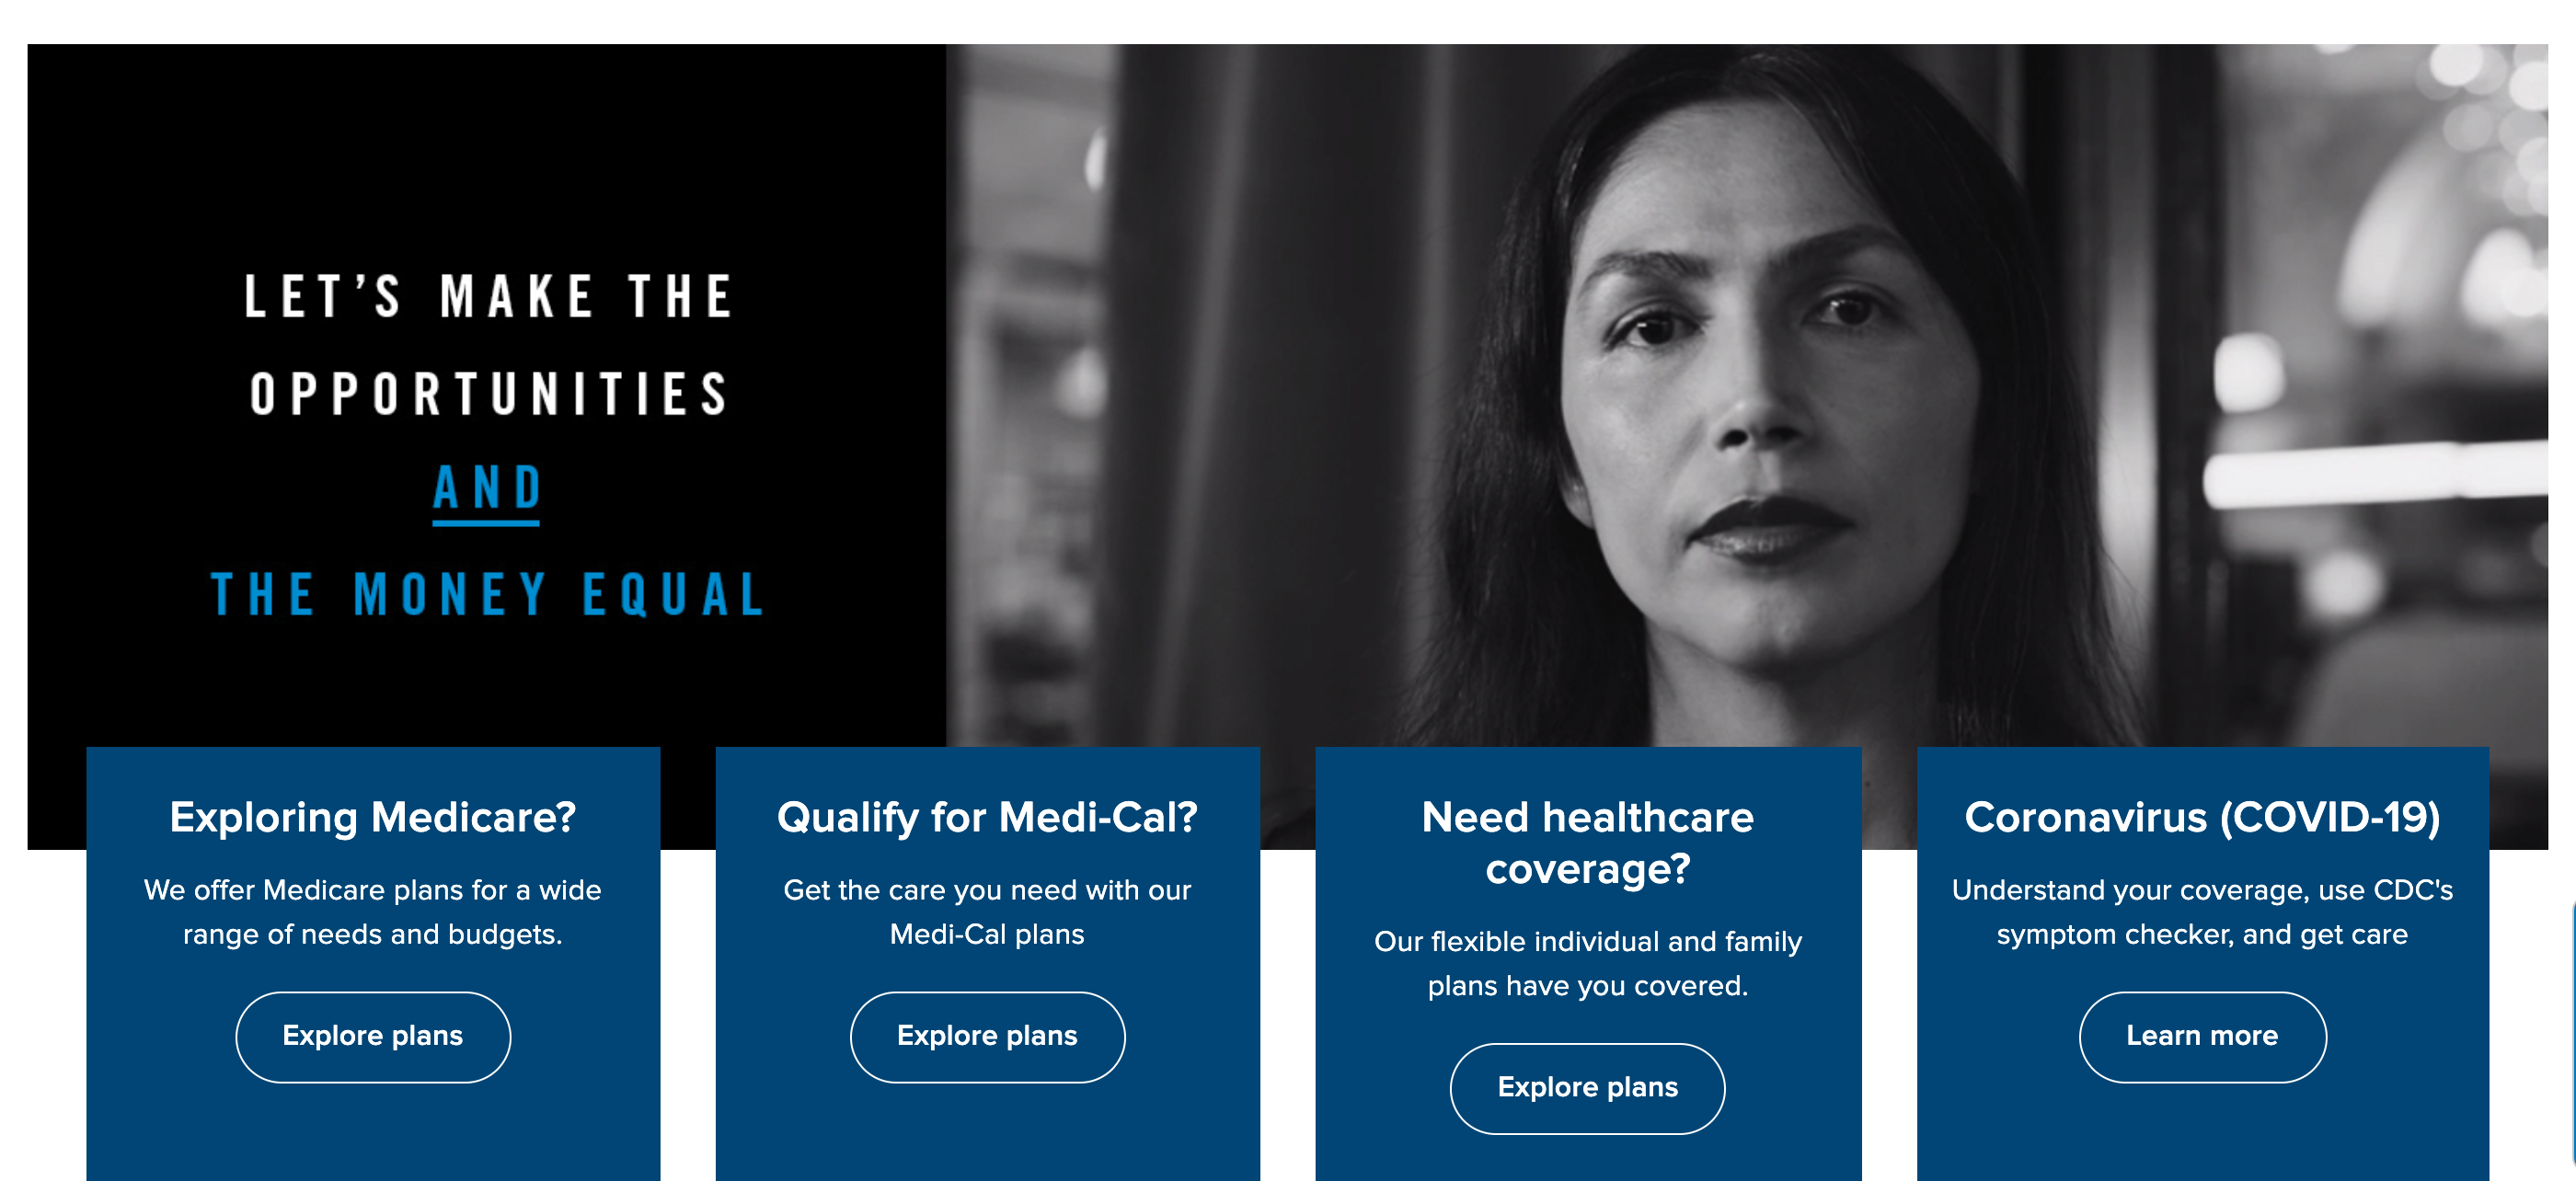 LET’S MAKE THE
OPPORTUNITIES
AND
THE MONEY EQUAL
Exploring Medicare?
We offer Medicare plans for a wide
range of needs and budgets.
Explore plans
Qualify for Medi-Cal?
Get the care you need with our
Medi-Cal plans
Explore plans
Need healthcare
coverage?
Our flexible individual and family
plans have you covered.
Explore plans
Coronavirus (COVID-19)
Understand your coverage, use CDC's
symptom checker, and get care
Learn more